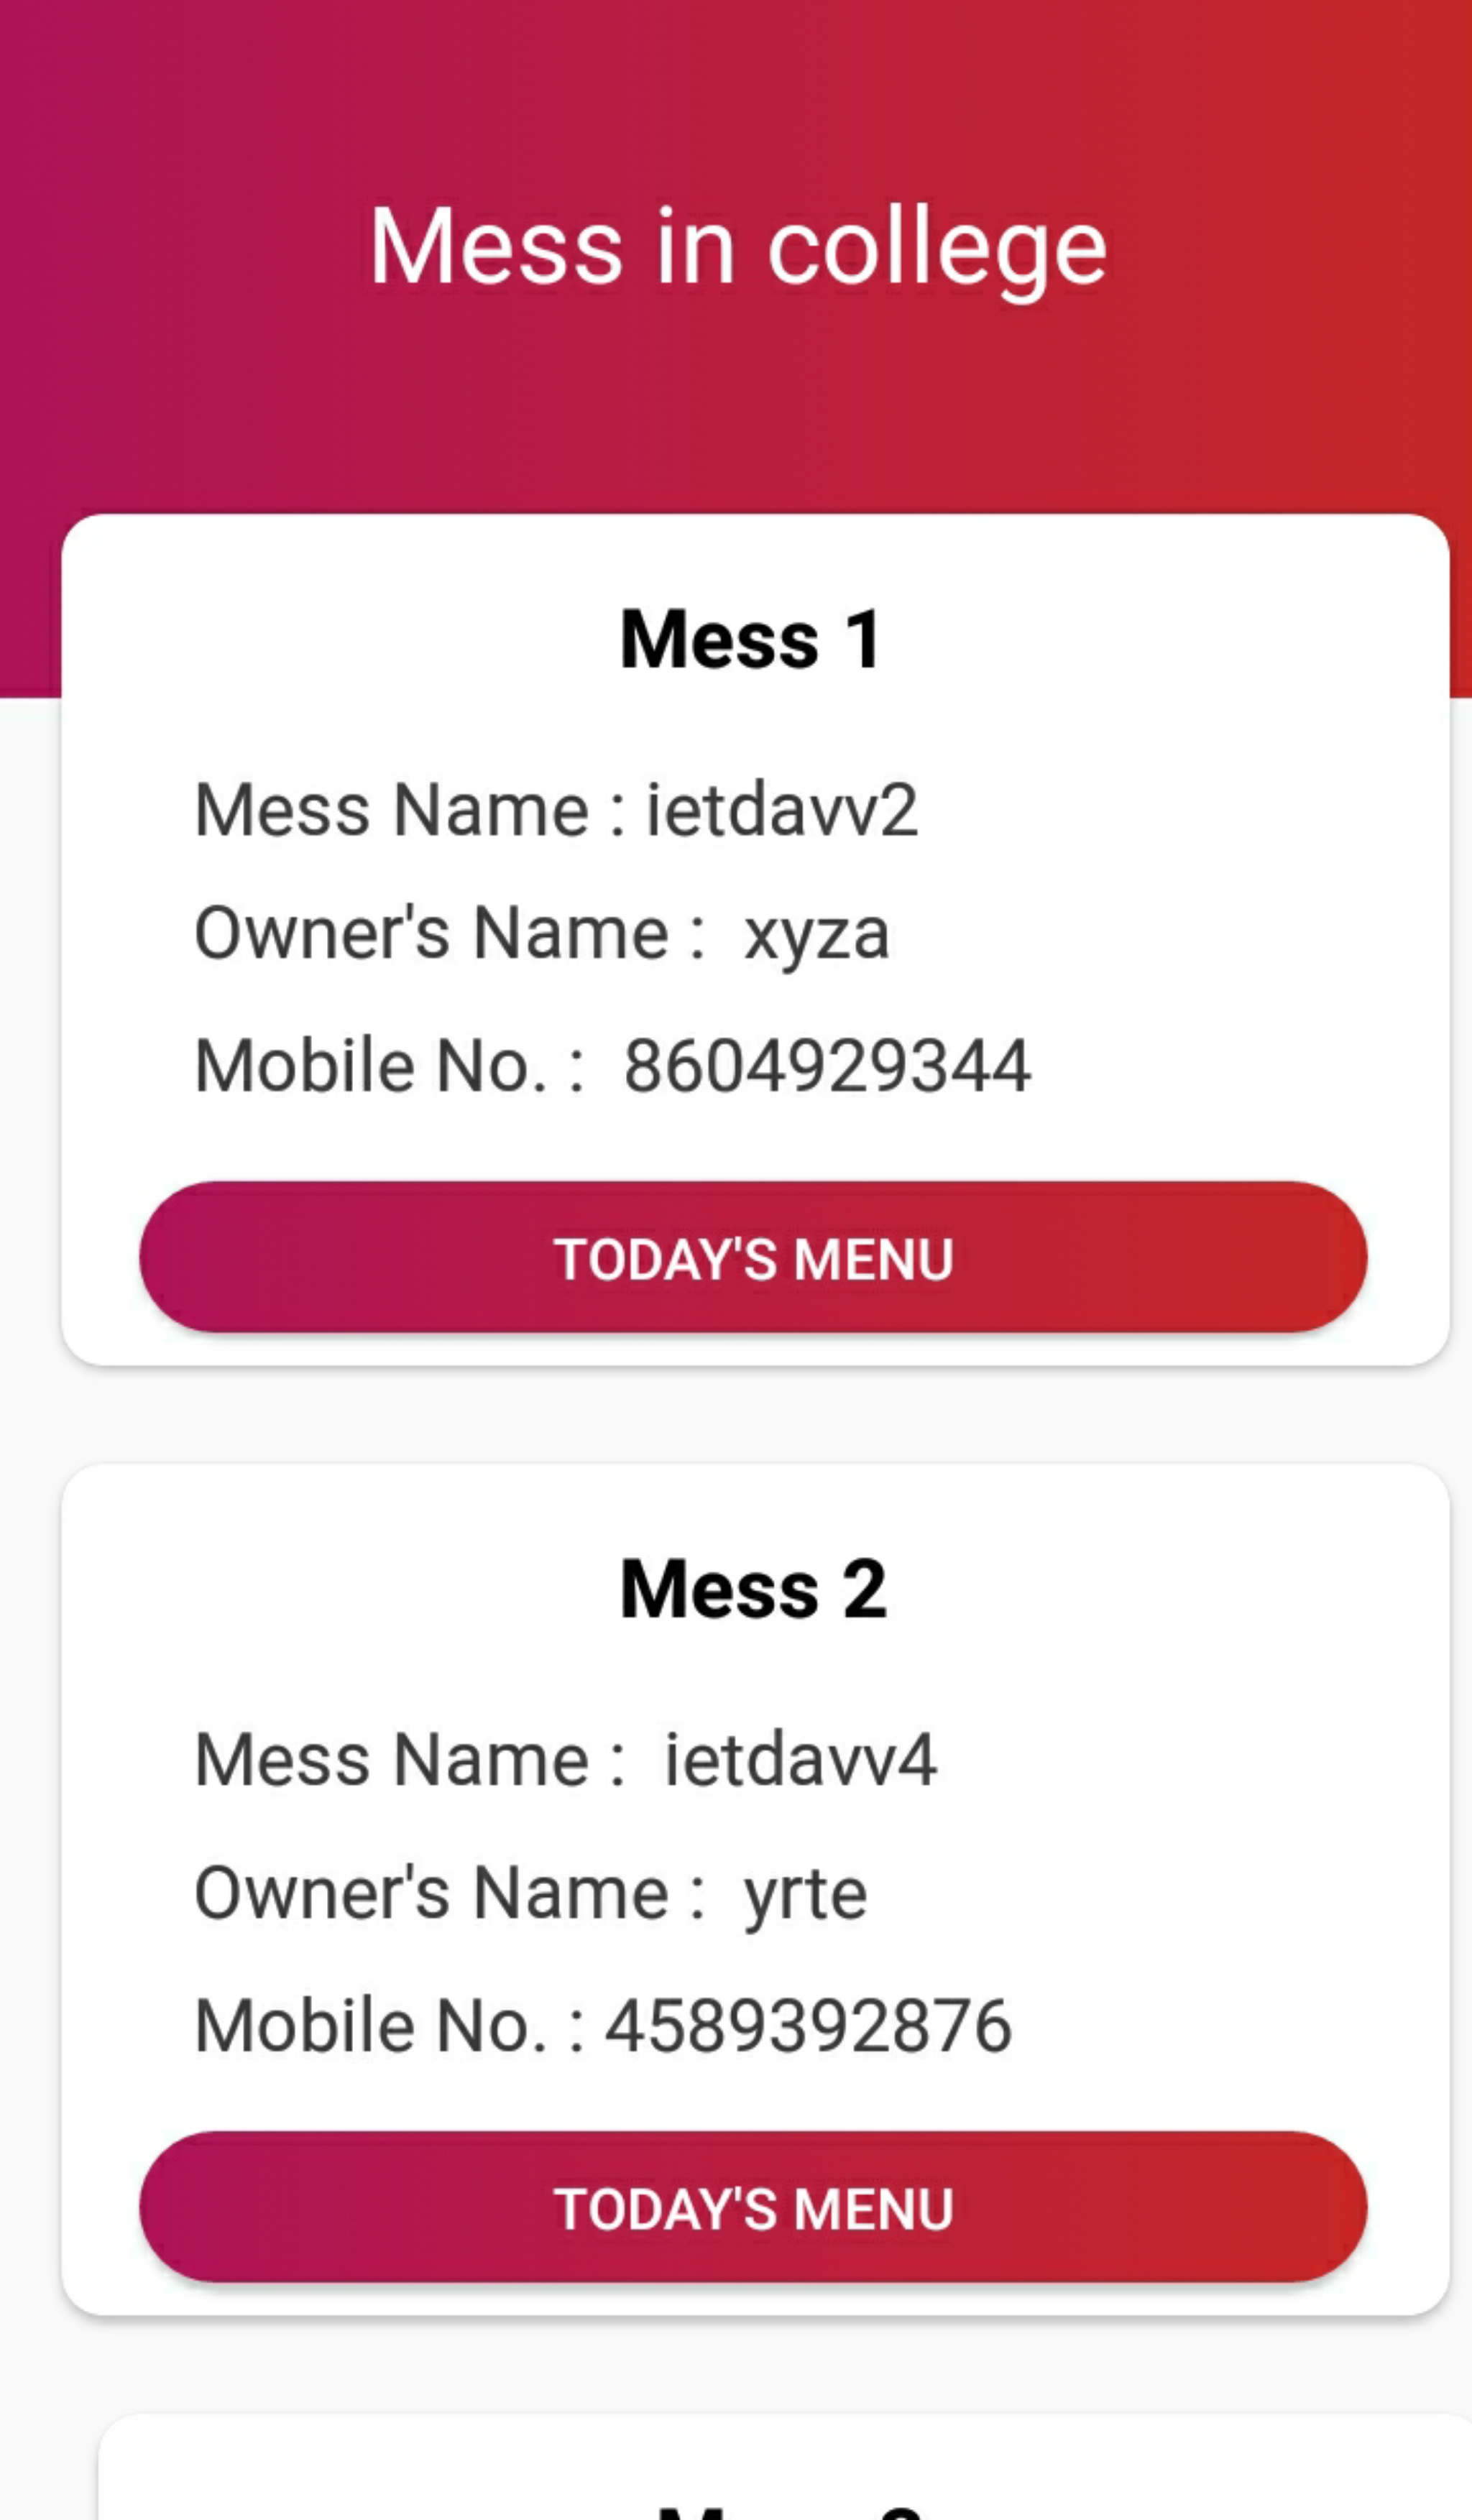 Mess in college
Mess 1
Mess Name : ietdavv2
Owner's Name :  xyza
Mobile No. :  8604929344
TODAY'S MENU
Mess 2
Mess Name :  ietdavv4
Owner's Name :  yrte
Mobile No. : 4589392876
TODAY'S MENU